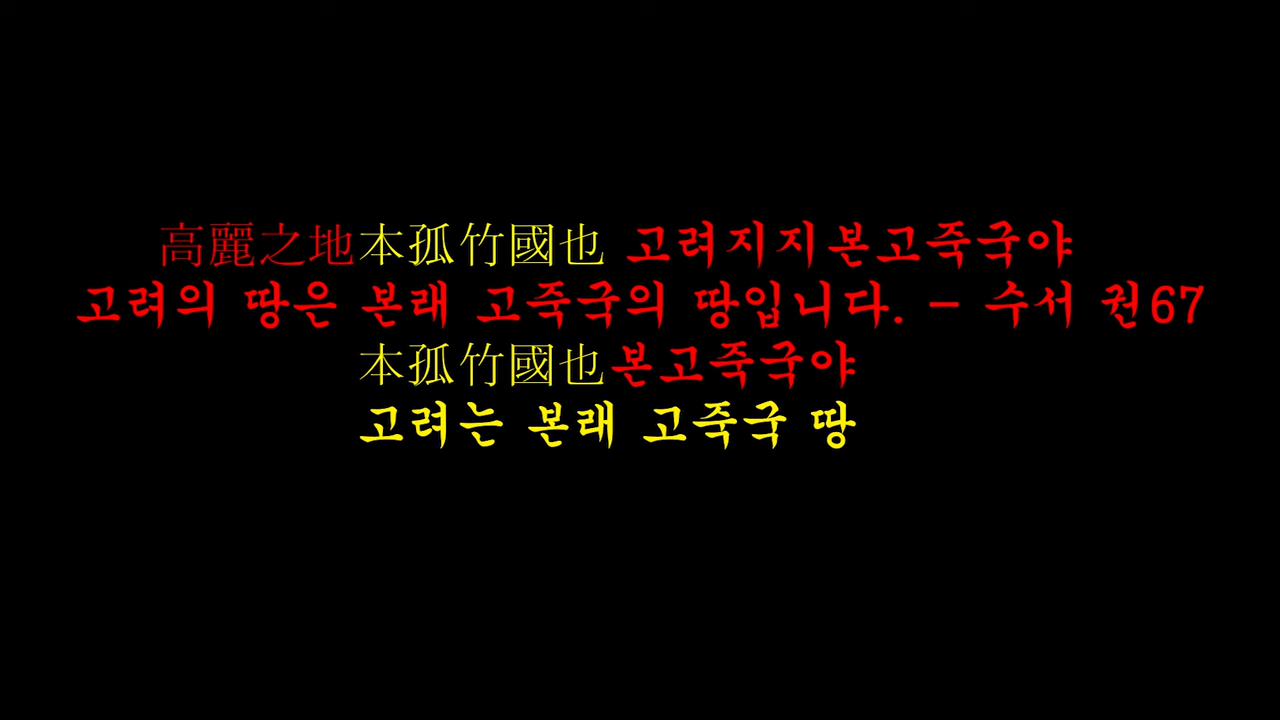 高麗之地本孤竹國也 고려지지본고죽국야
고려의 땅은 본래 고죽국의 땅입니다. - 수서 권67
本孤竹國也본고죽국야
고려는 본래 고죽국 땅